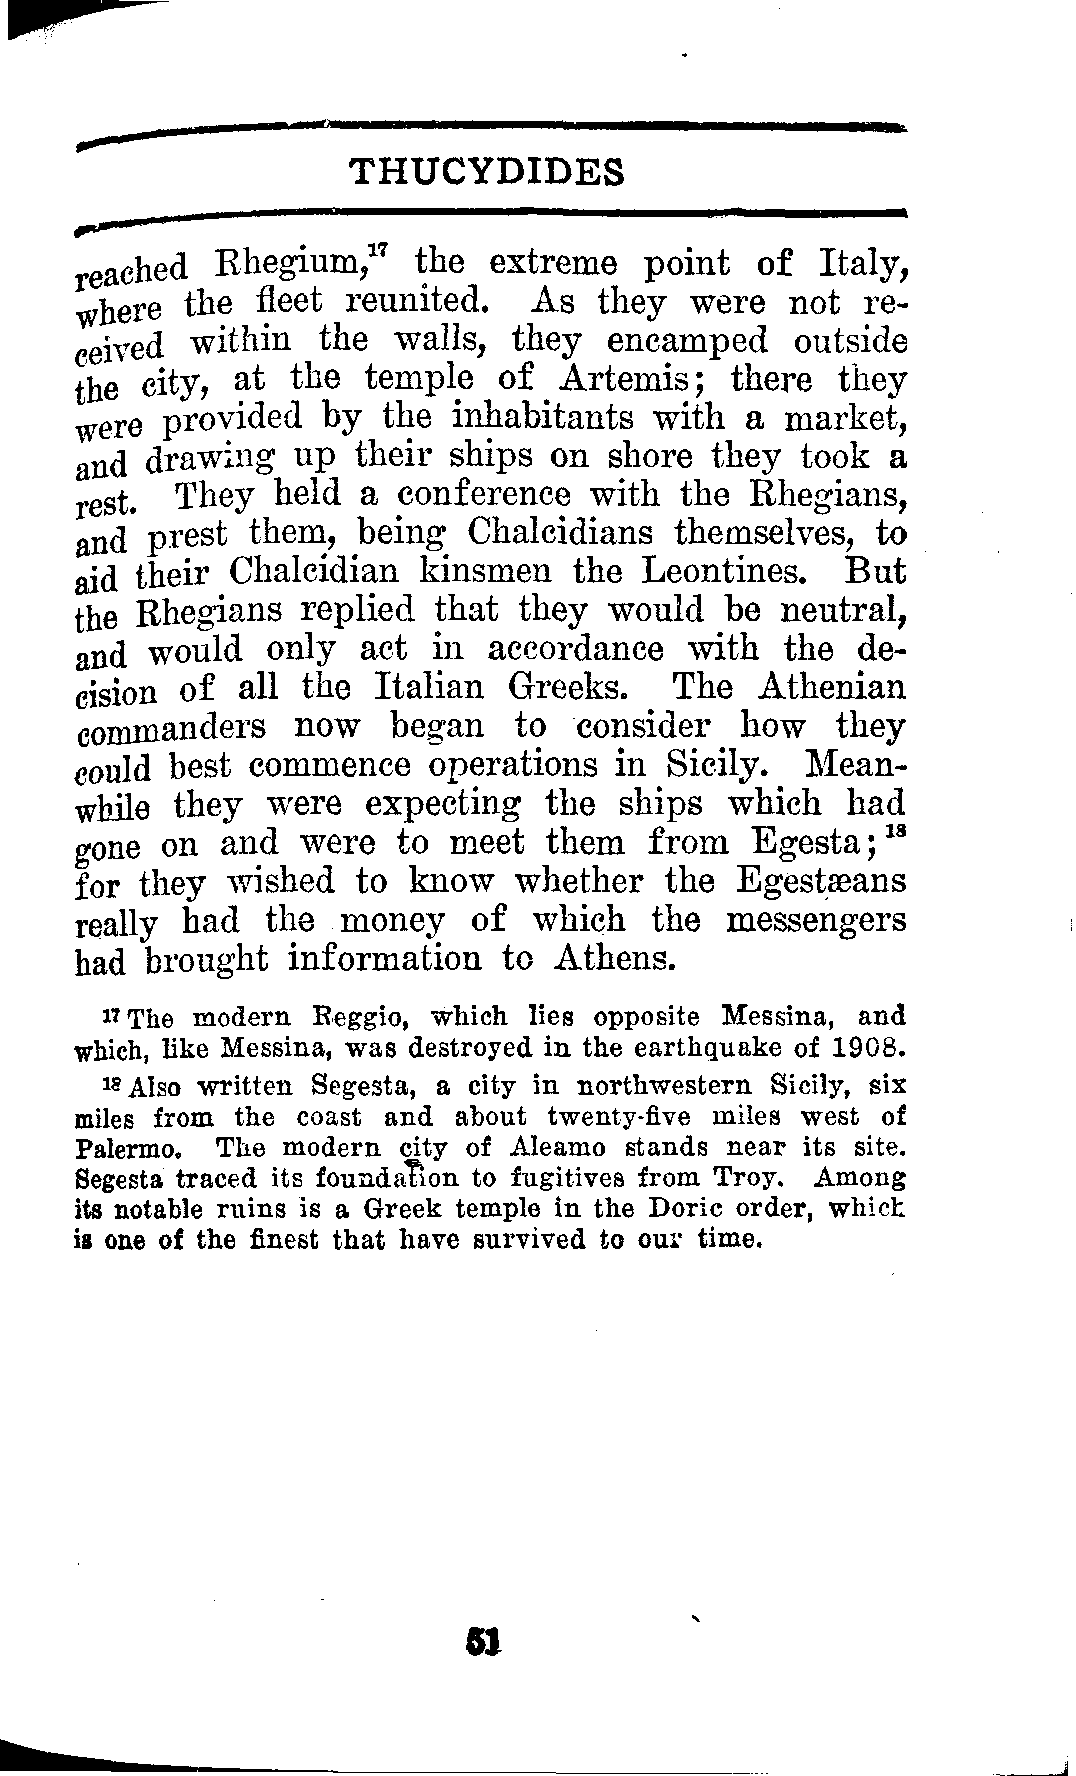 THUCYDIDES
reached Rhegium,¹⁷ the extreme point of Italy,
where the fleet reunited. As they were not re-
ceived within the walls, they encamped outside
the city, at the temple of Artemis; there they
were provided by the inhabitants with a market,
and drawing up their ships on shore they took a
rest. They held a conference with the Rhegians,
and prest them, being Chalcidians themselves, to
aid their Chalcidian kinsmen the Leontines. But
the Rhegians replied that they would be neutral,
and would only act in accordance with the de-
cision of all the Italian Greeks. The Athenian
commanders now began to consider how they
could best commence operations in Sicily. Mean-
while they were expecting the ships which had
gone on and were to meet them from Egesta;¹⁸
for they wished to know whether the Egestæans
really had the money of which the messengers
had brought information to Athens.
¹⁷ The modern Reggio, which lies opposite Messina, and
which, like Messina, was destroyed in the earthquake of 1908.
¹⁸ Also written Segesta, a city in northwestern Sicily, six
miles from the coast and about twenty-five miles west of
Palermo. The modern city of Aleamo stands near its site.
Segesta traced its foundation to fugitives from Troy. Among
its notable ruins is a Greek temple in the Doric order, which
is one of the finest that have survived to our time.
51